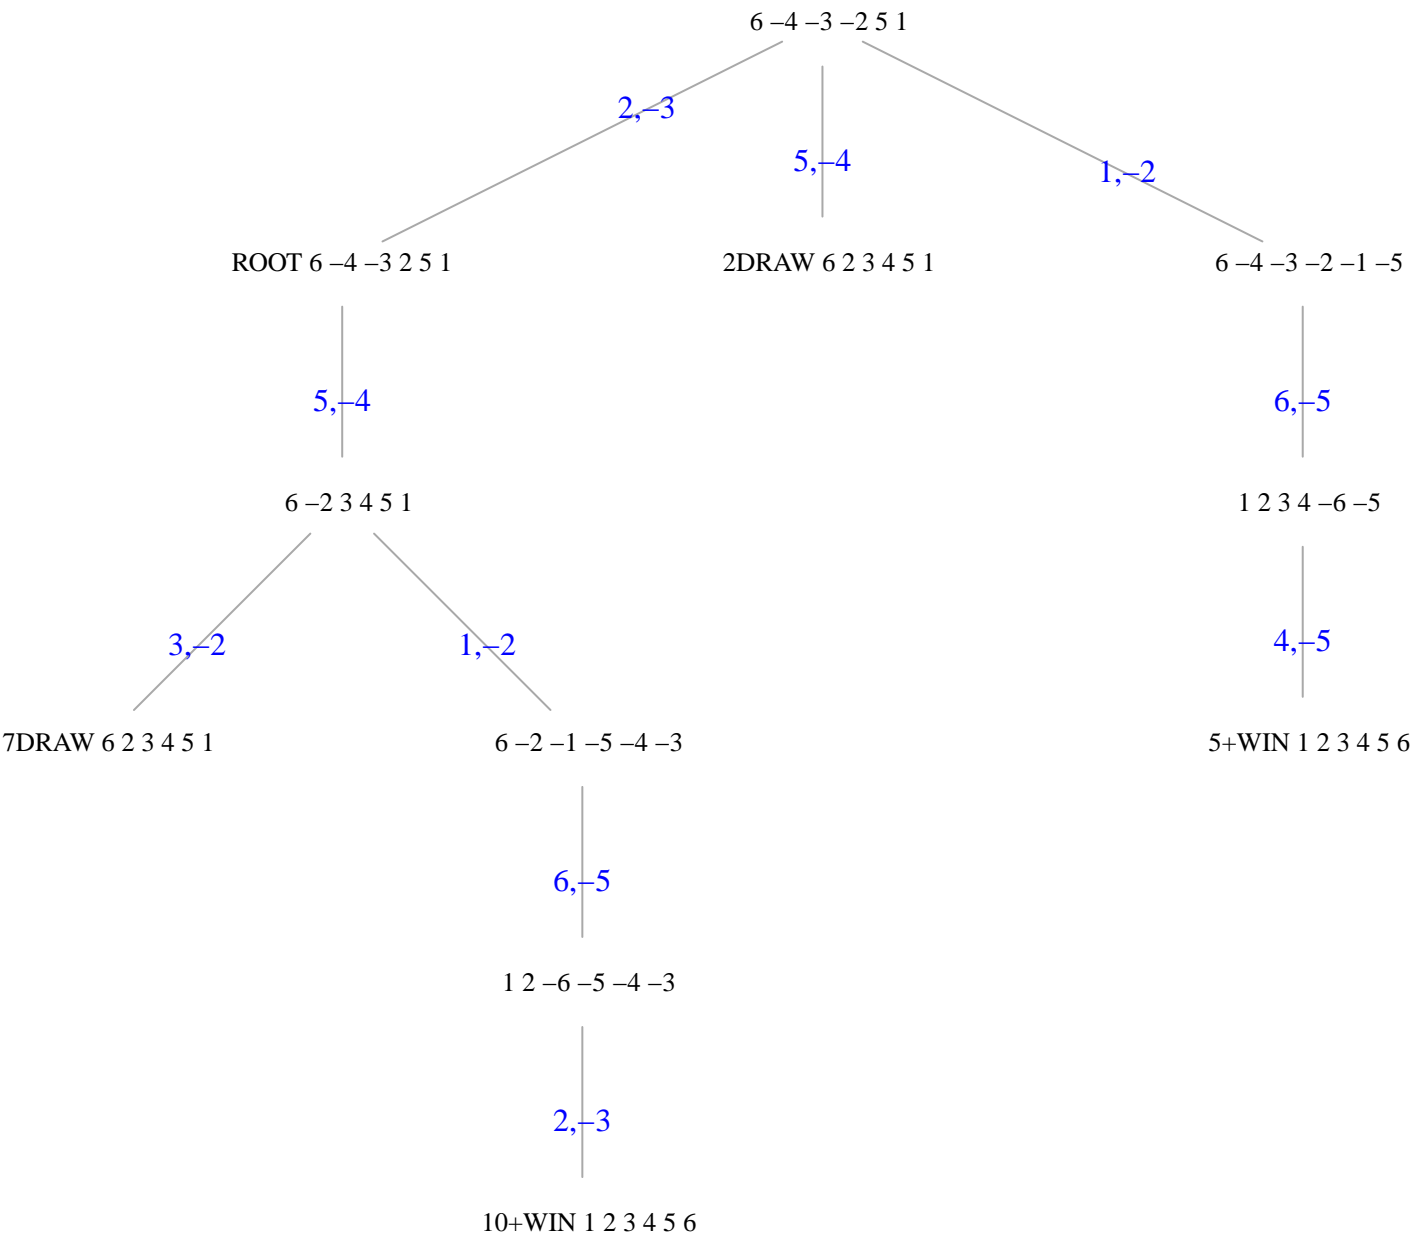 6 –4 –3 –2 5 1
2,–3
5,–4
1,–2
ROOT 6 –4 –3 2 5 1
2DRAW 6 2 3 4 5 1
6 –4 –3 –2 –1 –5
5,–4
6,–5
6 –2 3 4 5 1
1 2 3 4 –6 –5
3,–2
1,–2
4,–5
7DRAW 6 2 3 4 5 1
6 –2 –1 –5 –4 –3
5+WIN 1 2 3 4 5 6
6,–5
1 2 –6 –5 –4 –3
2,–3
10+WIN 1 2 3 4 5 6